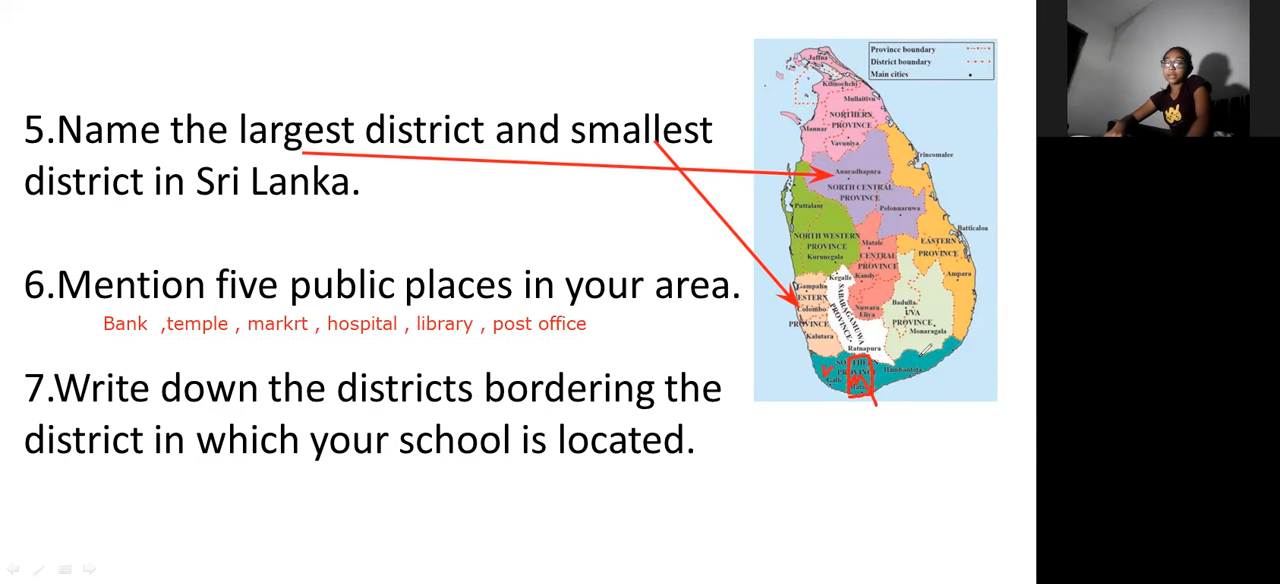 5.Name the largest district and smallest
district in Sri Lanka.
6.Mention five public places in your area.
Bank ,temple , markrt , hospital , library , post office
7.Write down the districts bordering the
district in which your school is located.
Province boundary
District boundary
Main cities
Jaffna
Kilinochchi
Mullaitivu
NORTHERN
PROVINCE
Mannar
Vavuniya
Trincomalee
Anuradhapura
NORTH CENTRAL
PROVINCE
Puttalam
Polonnaruwa
Batticaloa
NORTH WESTERN
PROVINCE
Kurunegala
Matale
CENTRAL
PROVINCE
Kandy
EASTERN
PROVINCE
Ampara
Kegalle
Gampaha
Colombo
PROVINCE
Kalutara
SABARAGAMUWA
PROVINCE
Nuwara
Eliya
Badulla
UVA
PROVINCE
Monaragala
Ratnapura
Galle
Hambantota